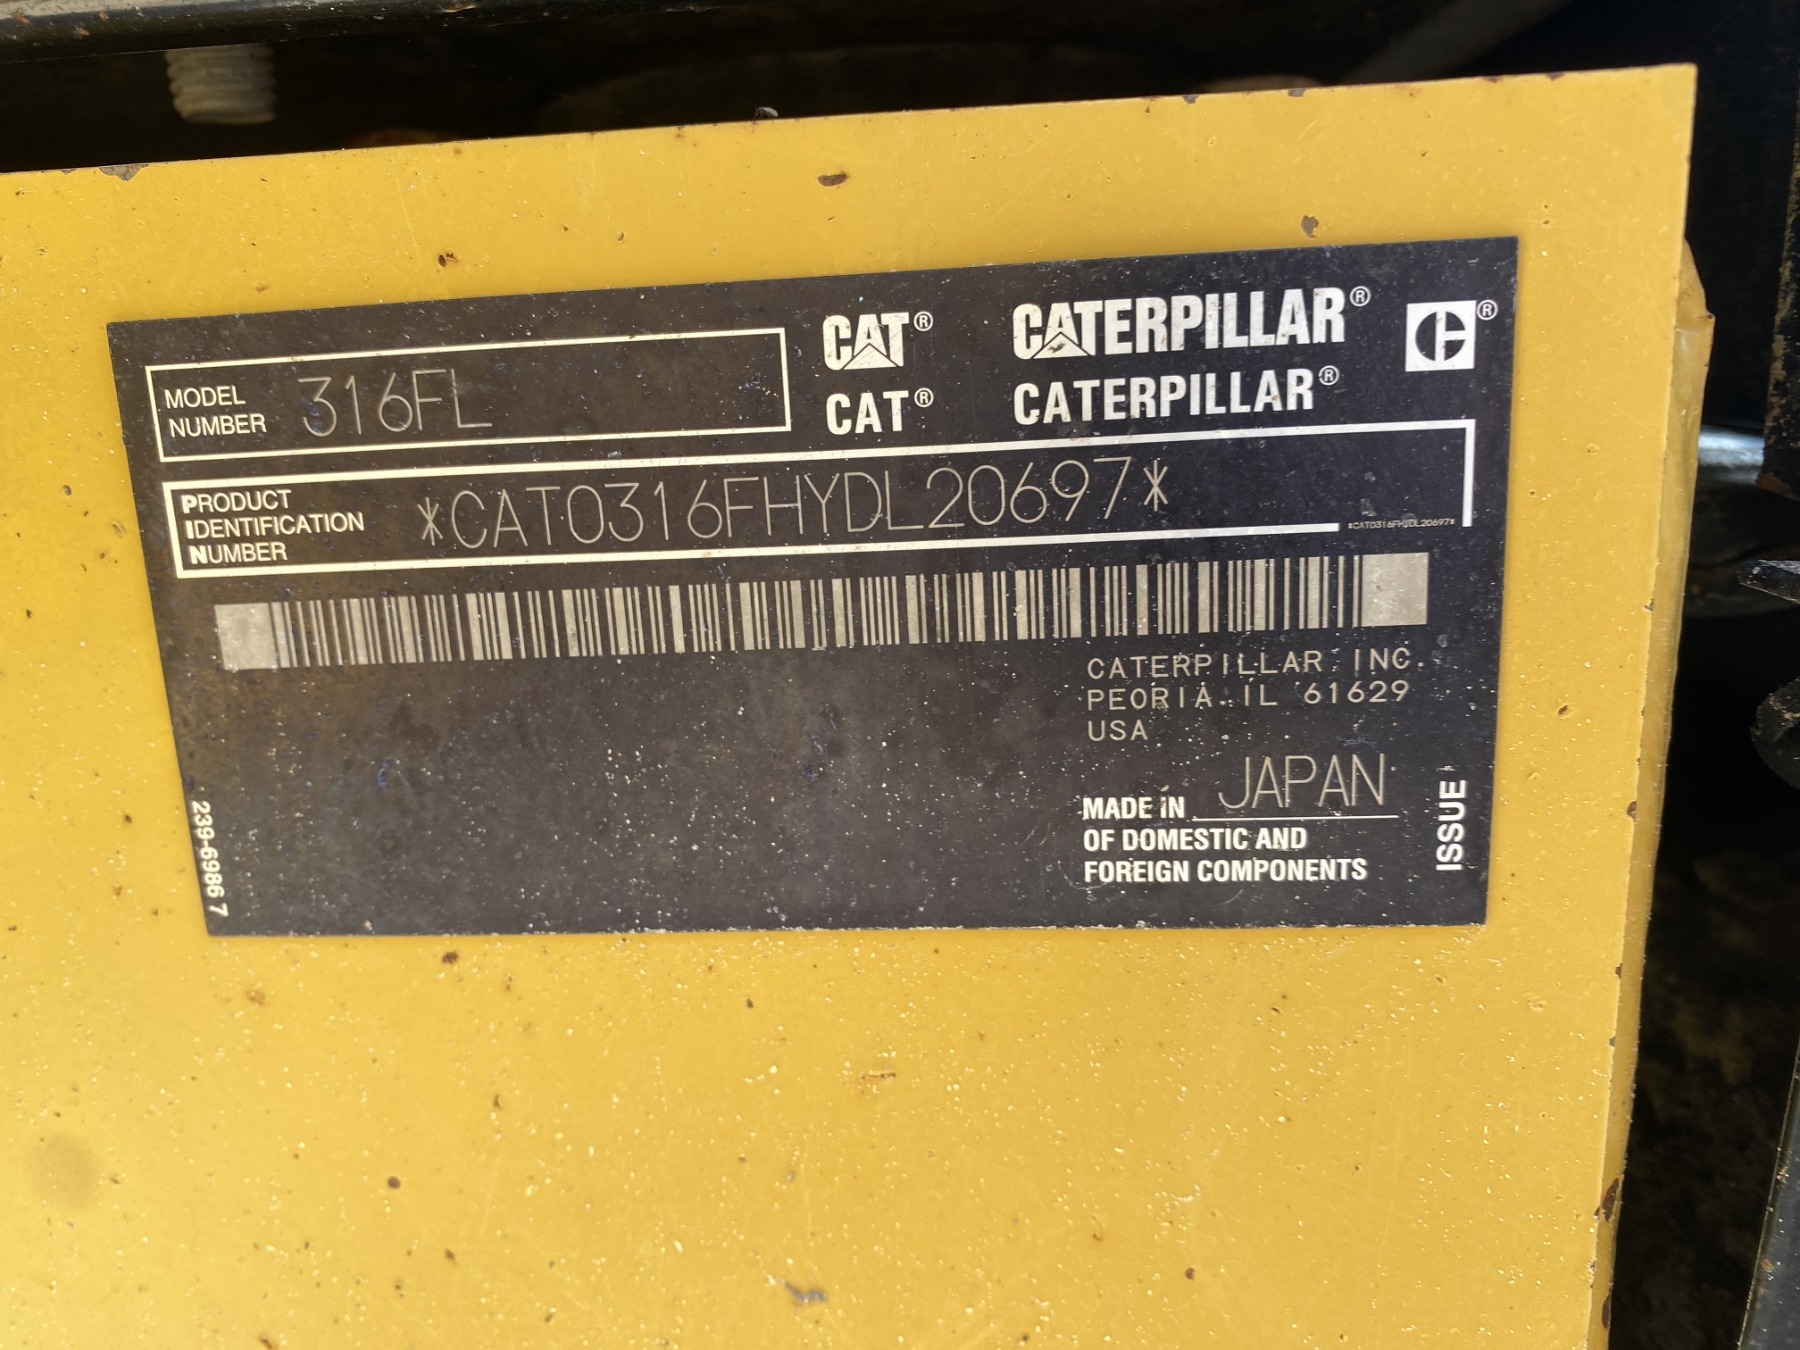 MODEL NUMBER 316FL
CAT® CATERPILLAR®
CAT® CATERPILLAR®
PRODUCT IDENTIFICATION NUMBER *CAT0316FHYDL20697*
*CAT0316FHYDL20697*
CATERPILLAR INC.
PEORIA. IL 61629
USA
MADE IN JAPAN
OF DOMESTIC AND
FOREIGN COMPONENTS
ISSUE
239-6986 7